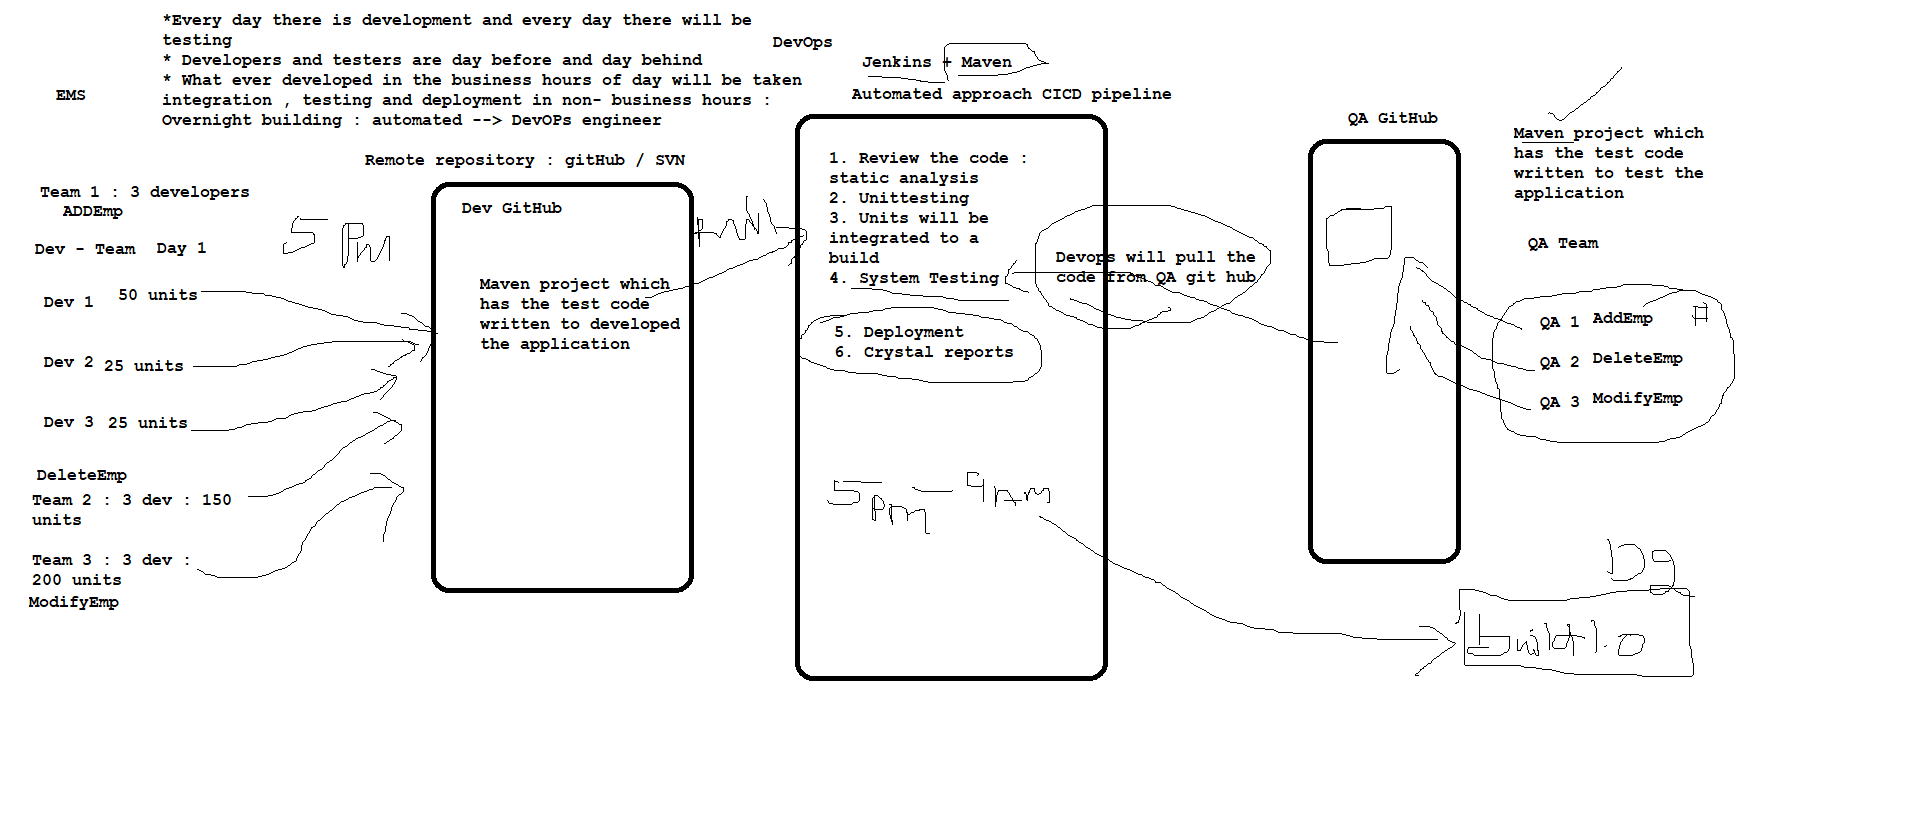 *Every day there is development and every day there will be
testing
* Developers and testers are day before and day behind
* What ever developed in the business hours of day will be taken
integration , testing and deployment in non- business hours :
Overnight building : automated --> DevOPs engineer
EMS
DevOps
Jenkins + Maven
Automated approach CICD pipeline
Remote repository : gitHub / SVN
Team 1 : 3 developers
ADDEmp
Dev - Team Day 1
5 PM
Dev 1 50 units
Dev 2 25 units
Dev 3 25 units
DeleteEmp
Team 2 : 3 dev : 150
units
Team 3 : 3 dev :
200 units
ModifyEmp
Dev GitHub
Maven project which
has the test code
written to developed
the application
1. Review the code :
static analysis
2. Unittesting
3. Units will be
integrated to a
build
4. System Testing
5. Deployment
6. Crystal reports
5PM - 9AM
Devops will pull the
code from QA git hub
QA GitHub
Maven project which
has the test code
written to test the
application
QA Team
QA 1 AddEmp
QA 2 DeleteEmp
QA 3 ModifyEmp
build 1.0